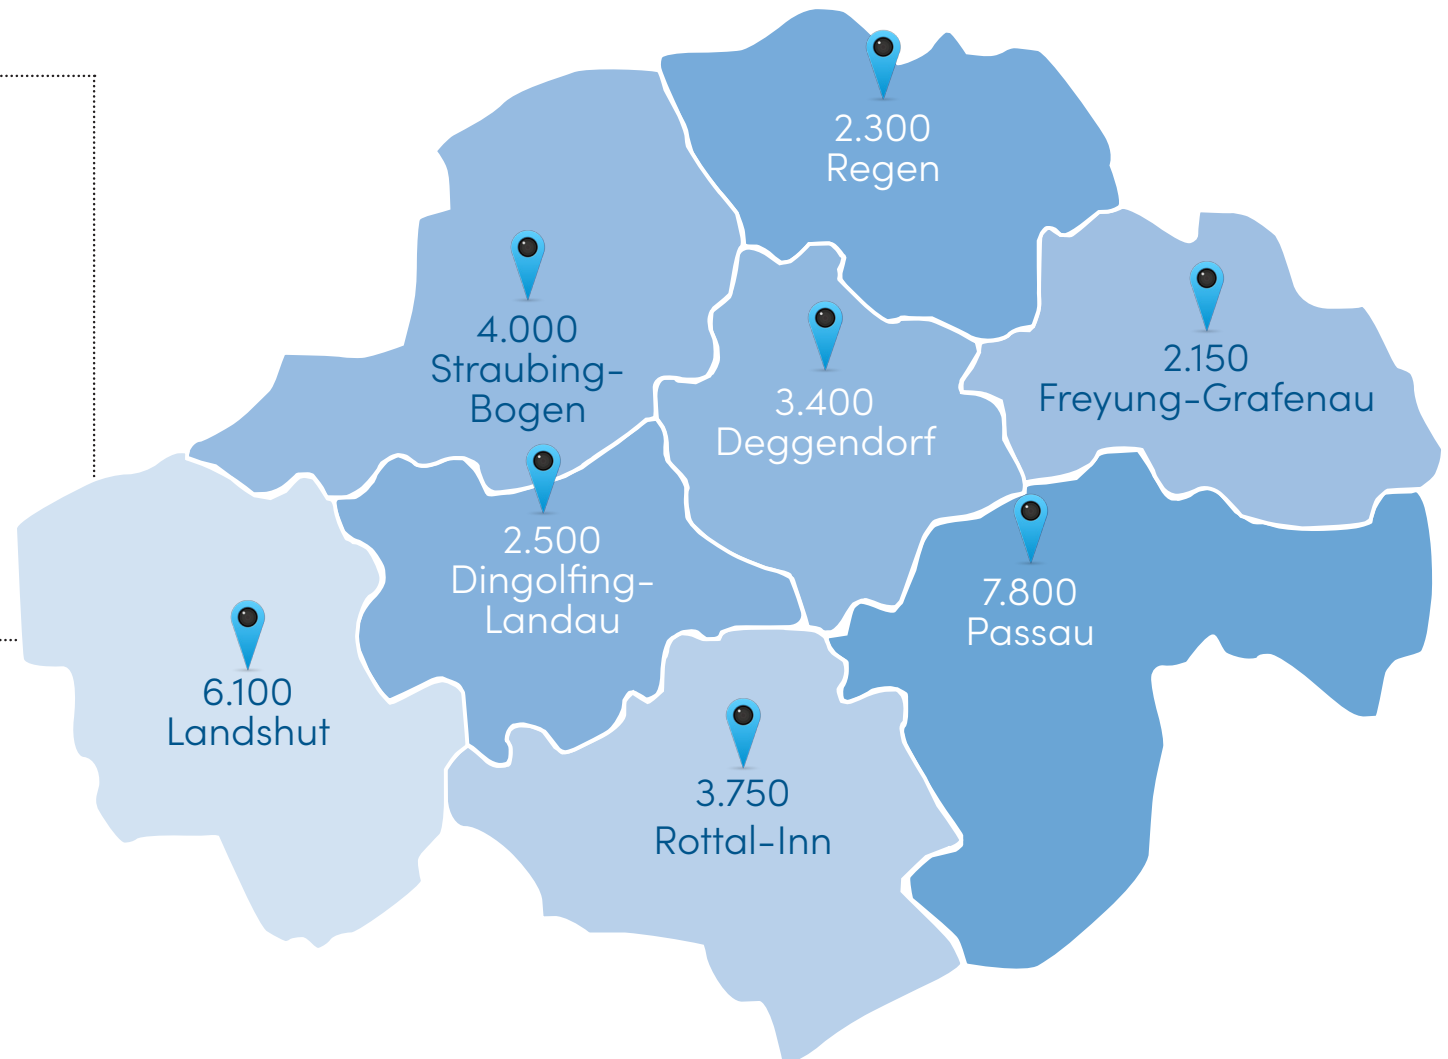 2.300
Regen
4.000
Straubing-
Bogen
2.150
Freyung-Grafenau
3.400
Deggendorf
2.500
Dingolfing-
Landau
7.800
Passau
6.100
Landshut
3.750
Rottal-Inn